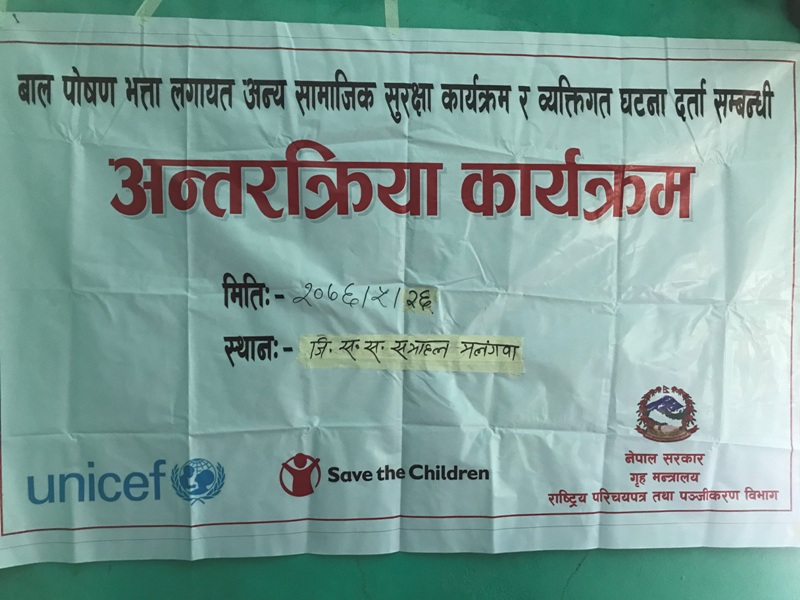 बाल पोषण भत्ता लगायत अन्य सामाजिक सुरक्षा कार्यक्रम र व्यक्तिगत घटना दर्ता सम्बन्धी
अन्तरक्रिया कार्यक्रम
मितिः- २०७६/५/२६
स्थानः- जि. स. स.
unicef
Save the Children
नेपाल सरकार
गृह मन्त्रालय
राष्ट्रिय परिचयपत्र तथा पञ्जीकरण विभाग